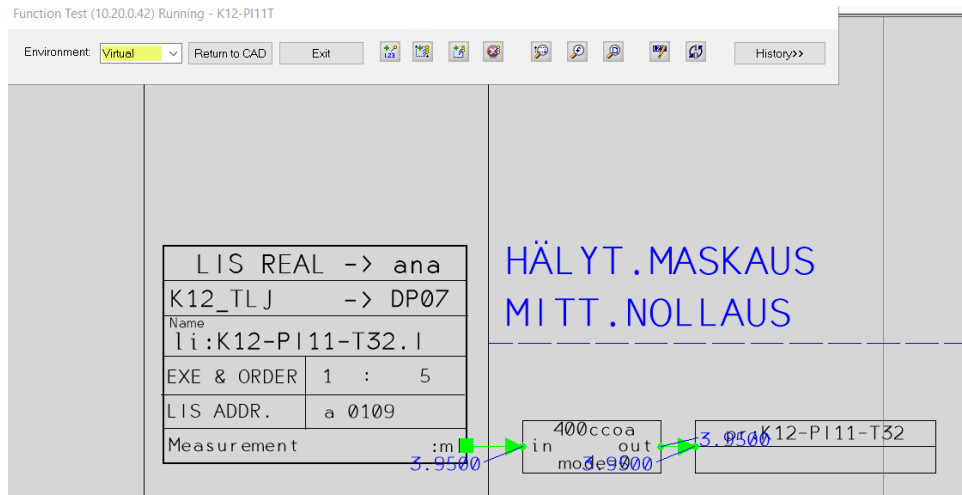 Function Test (10.20.0.42) Running - K12-PI11T
Environment: Virtual Return to CAD Exit History>>
LIS REAL -> ana
K12_TLJ -> DP07
Name
li:K12-PI11-T32.I
EXE & ORDER 1 : 5
LIS ADDR. a 0109
Measurement :m
HÄLYT.MASKAUS
MITT.NOLLAUS
400ccoa
in out
mode 0
3.9500
3.9500
3.9500
pr:K12-PI11-T32